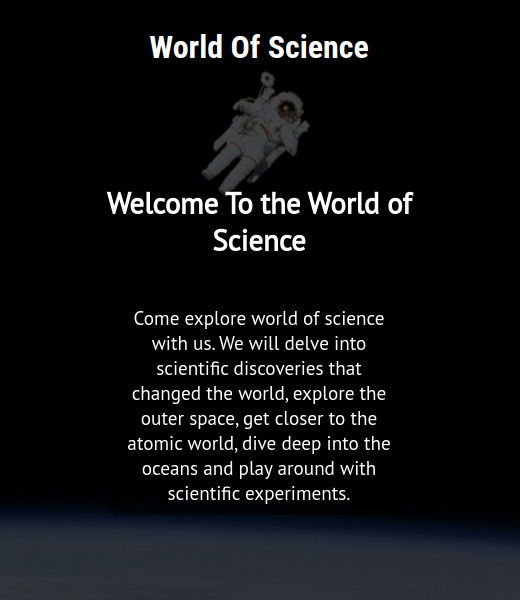 World Of Science
Welcome To the World of
Science
Come explore world of science
with us. We will delve into
scientific discoveries that
changed the world, explore the
outer space, get closer to the
atomic world, dive deep into the
oceans and play around with
scientific experiments.